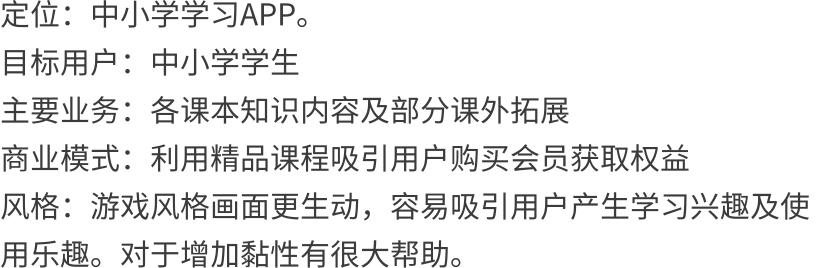 定位：中小学学习APP。
目标用户：中小学学生
主要业务：各课本知识内容及部分课外拓展
商业模式：利用精品课程吸引用户购买会员获取权益
风格：游戏风格画面更生动，容易吸引用户产生学习兴趣及使
用乐趣。对于增加黏性有很大帮助。